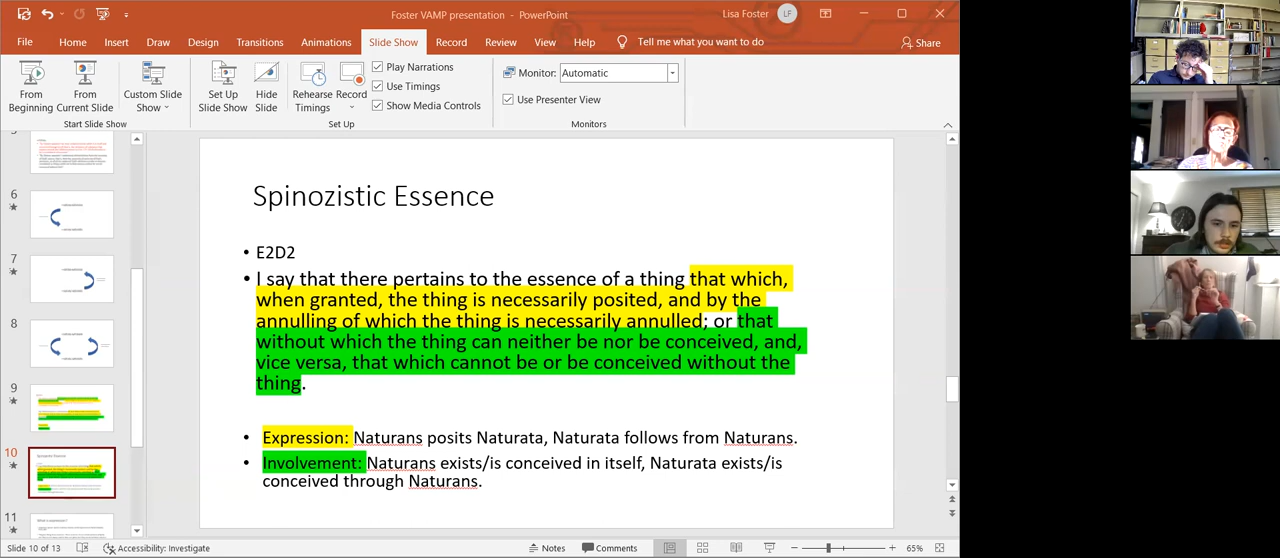 Foster VAMP presentation - PowerPoint
Lisa Foster
LF
File Home Insert Draw Design Transitions Animations Slide Show Record Review View Help Tell me what you want to do Share
From Beginning
From Current Slide
Custom Slide Show
Set Up Slide Show
Hide Slide
Rehearse Timings
Record
Play Narrations
Use Timings
Show Media Controls
Monitor: Automatic
Use Presenter View
Start Slide Show
Set Up
Monitors
6
7
8
9
10
11
Spinozistic Essence
• E2D2
• I say that there pertains to the essence of a thing that which,
when granted, the thing is necessarily posited, and by the
annulling of which the thing is necessarily annulled; or that
without which the thing can neither be nor be conceived, and,
vice versa, that which cannot be or be conceived without the
thing.
• Expression: Naturans posits Naturata, Naturata follows from Naturans.
• Involvement: Naturans exists/is conceived in itself, Naturata exists/is
conceived through Naturans.
Slide 10 of 13
Accessibility: Investigate
Notes
Comments
65%